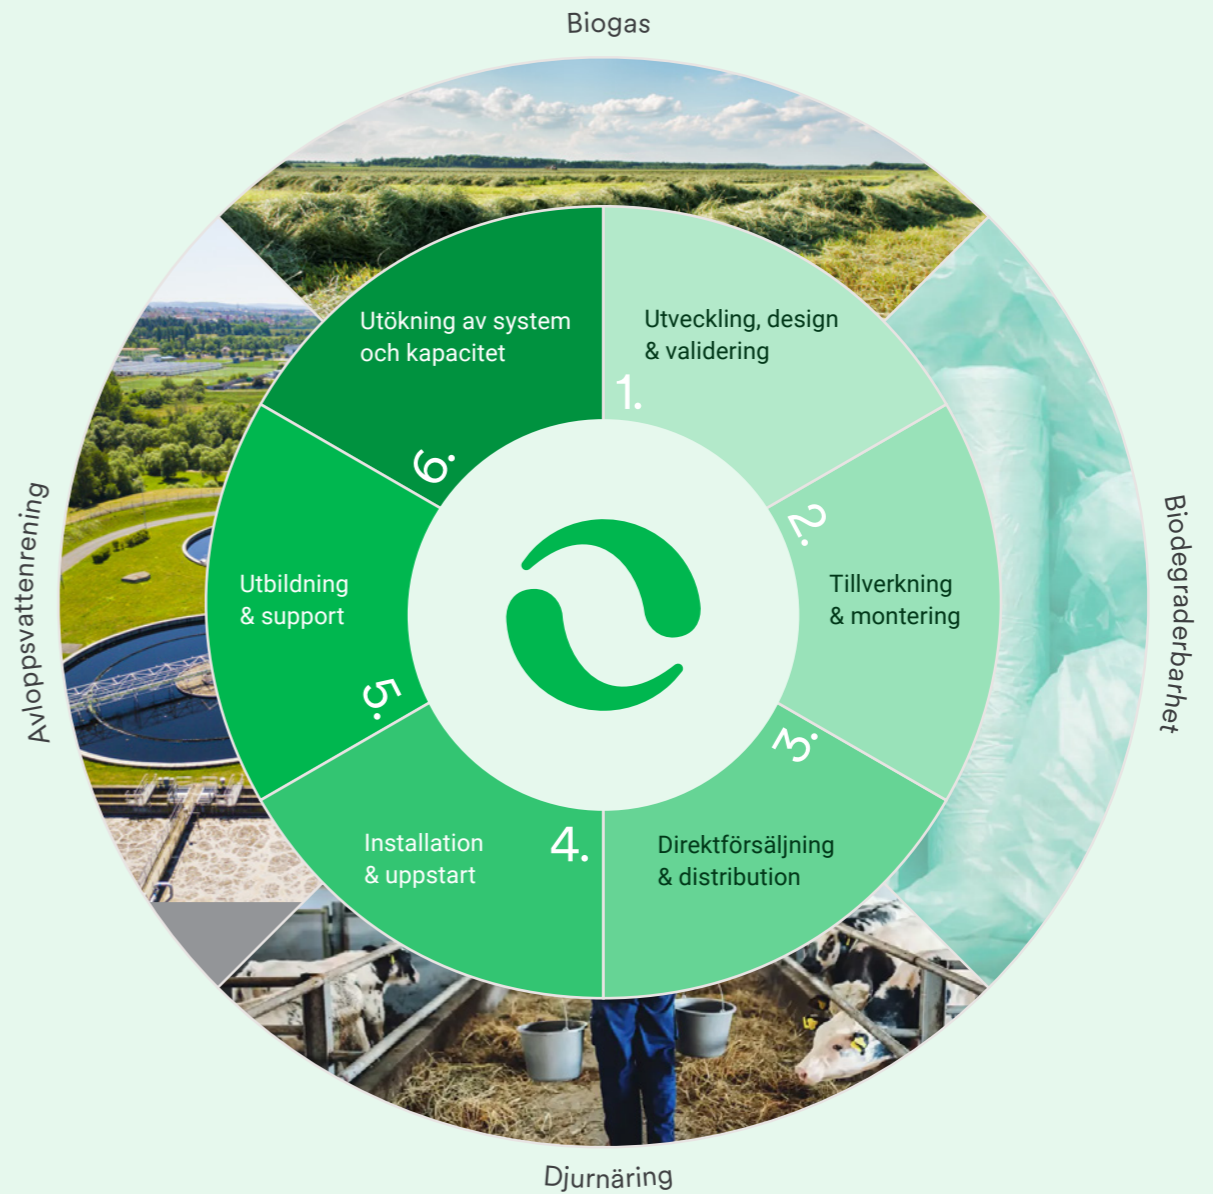 Biogas
Utveckling, design
& validering
1.
2.
Tillverkning
& montering
3.
Direktförsäljning
& distribution
4.
Installation
& uppstart
5.
Utbildning
& support
6.
Utökning av system
och kapacitet
Biodegraderbarhet
Djurnäring
Avloppsvattenrening